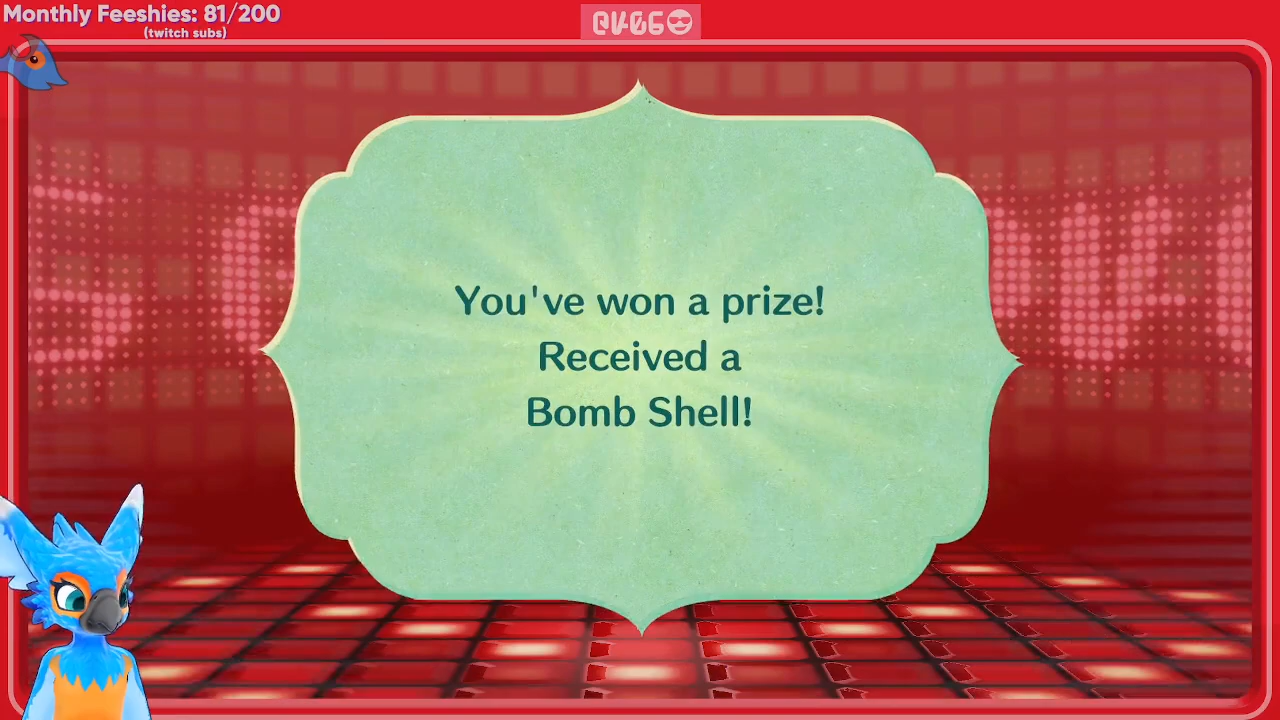 Monthly Feeshies: 81/200
(twitch subs)
You've won a prize!
Received a
Bomb Shell!